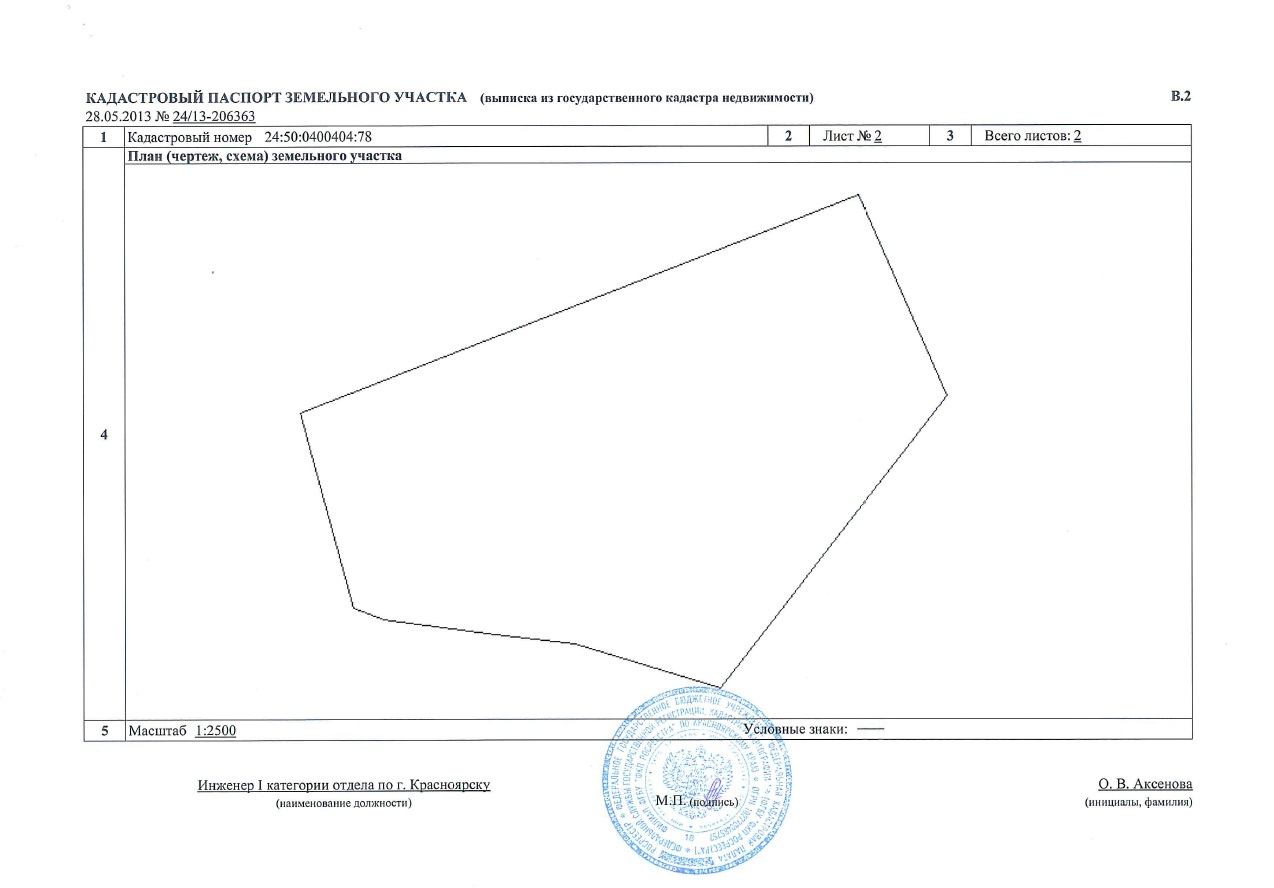 КАДАСТРОВЫЙ ПАСПОРТ ЗЕМЕЛЬНОГО УЧАСТКА (выписка из государственного кадастра недвижимости) В.2
28.05.2013 № 24/13-206363
1 Кадастровый номер 24:50:0400404:78 2 Лист № 2 3 Всего листов: 2
План (чертеж, схема) земельного участка
4
5 Масштаб 1:2500 Условные знаки:
Инженер I категории отдела по г. Красноярску О. В. Аксенова
(наименование должности) М.П. (подпись) (инициалы, фамилия)